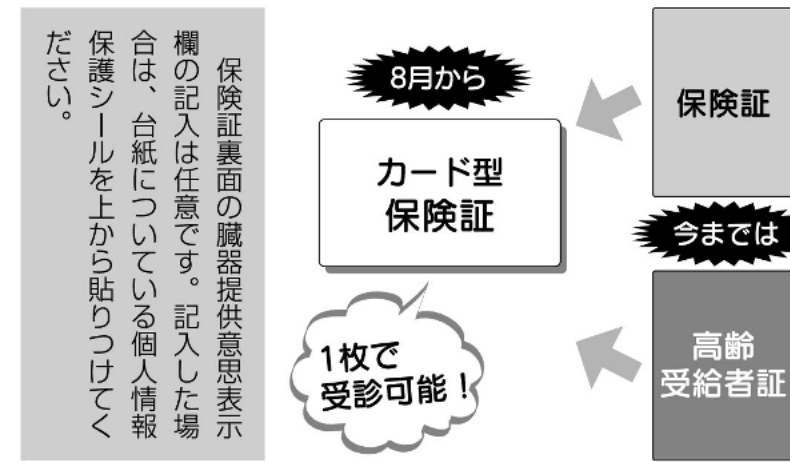 保険証
今までは
高齢
受給者証
8月から
カード型
保険証
1枚で
受診可能！
保険証裏面の臓器提供意思表示
欄の記入は任意です。記入した場
合は、台紙についている個人情報
保護シールを上から貼りつけてく
ださい。